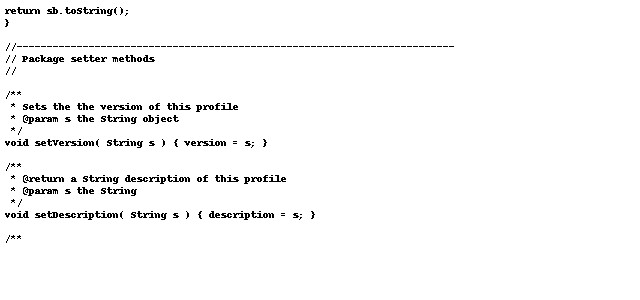 return sb.toString();
}
//-------------------------------------------------------------------------
// Package setter methods
//
/**
* Sets the the version of this profile
* @param s the String object
*/
void setVersion( String s ) { version = s; }
/**
* @return a String description of this profile
* @param s the String
*/
void setDescription( String s ) { description = s; }
/**